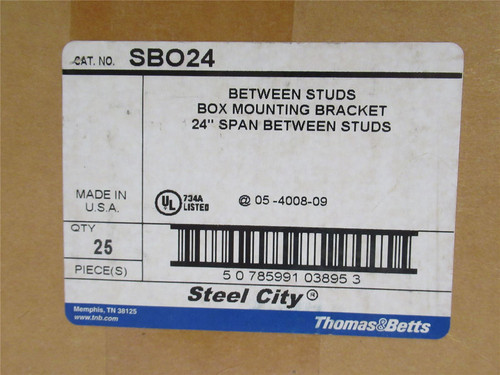 CAT. NO. SBO24
BETWEEN STUDS
BOX MOUNTING BRACKET
24" SPAN BETWEEN STUDS
MADE IN
U.S.A.
UL 734A
LISTED
@ 05-4008-09
QTY
25
PIECE(S)
5 0 785991 03895 3
Steel City ®
Memphis, TN 38125
www.tnb.com
Thomas&Betts